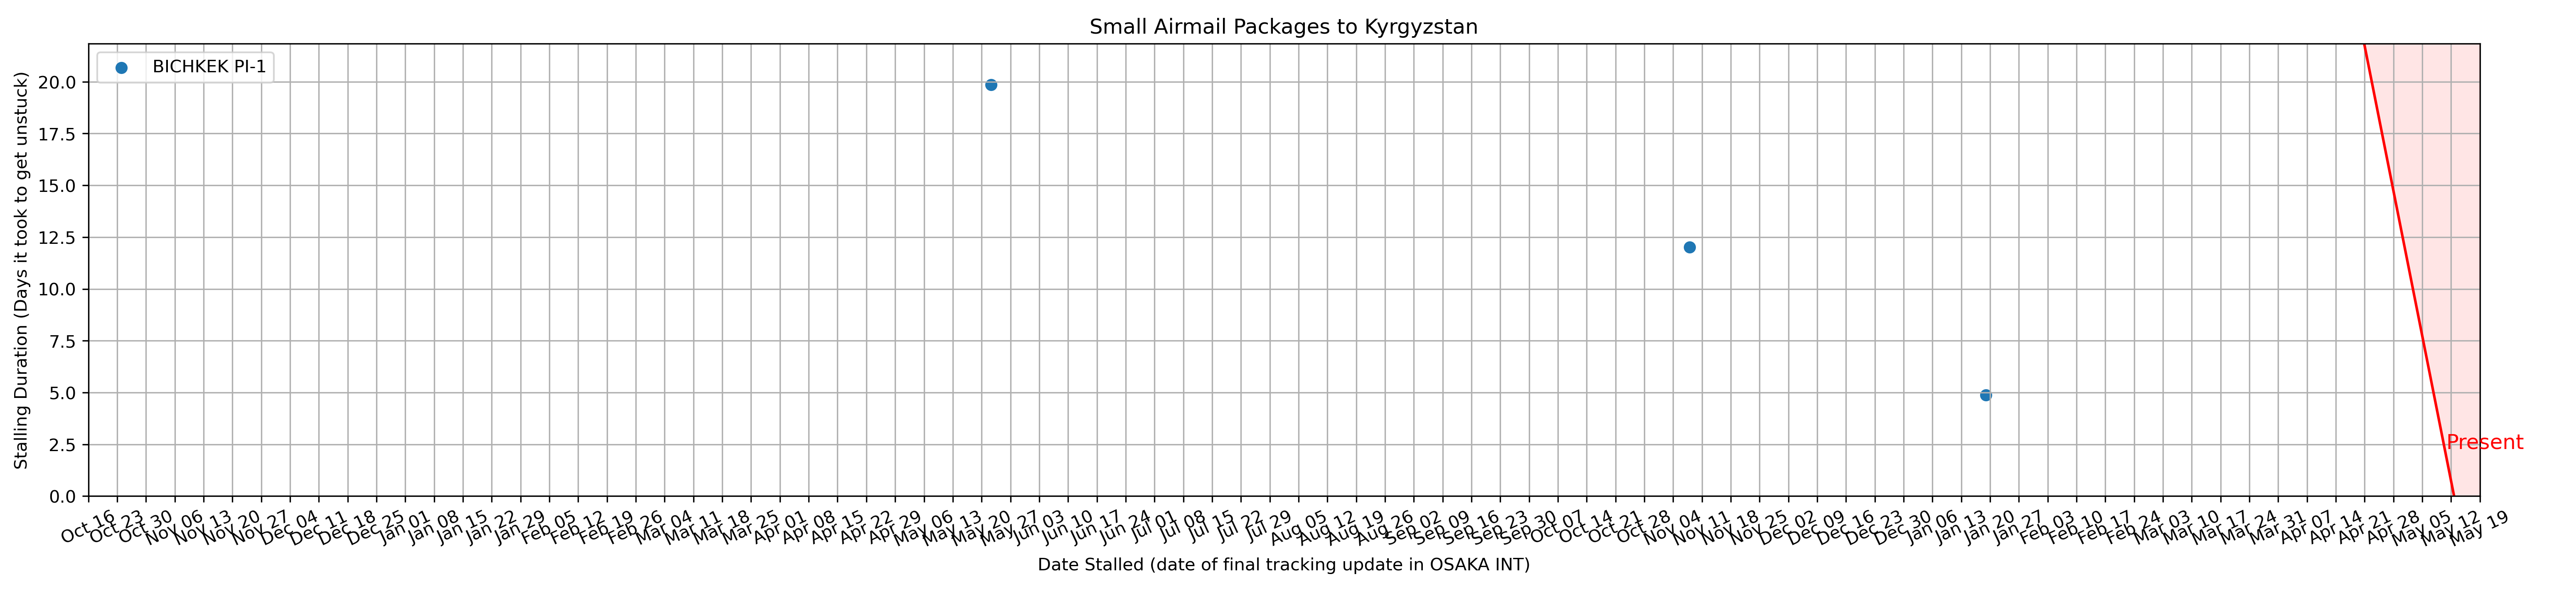 Small Airmail Packages to Kyrgyzstan
BICHKEK PI-1
Stalling Duration (Days it took to get unstuck)
20.0
17.5
15.0
12.5
10.0
7.5
5.0
2.5
0.0
Present
Oct 16
Oct 23
Oct 30
Nov 06
Nov 13
Nov 20
Nov 27
Dec 04
Dec 11
Dec 18
Dec 25
Jan 01
Jan 08
Jan 15
Jan 22
Jan 29
Feb 05
Feb 12
Feb 19
Feb 26
Mar 04
Mar 11
Mar 18
Mar 25
Apr 01
Apr 08
Apr 15
Apr 22
Apr 29
May 06
May 13
May 20
May 27
Jun 03
Jun 10
Jun 17
Jun 24
Jul 01
Jul 08
Jul 15
Jul 22
Jul 29
Aug 05
Aug 12
Aug 19
Aug 26
Sep 02
Sep 09
Sep 16
Sep 23
Sep 30
Oct 07
Oct 14
Oct 21
Oct 28
Nov 04
Nov 11
Nov 18
Nov 25
Dec 02
Dec 09
Dec 16
Dec 23
Dec 30
Jan 06
Jan 13
Jan 20
Jan 27
Feb 03
Feb 10
Feb 17
Feb 24
Mar 03
Mar 10
Mar 17
Mar 24
Mar 31
Apr 07
Apr 14
Apr 21
Apr 28
May 05
May 12
May 19
Date Stalled (date of final tracking update in OSAKA INT)